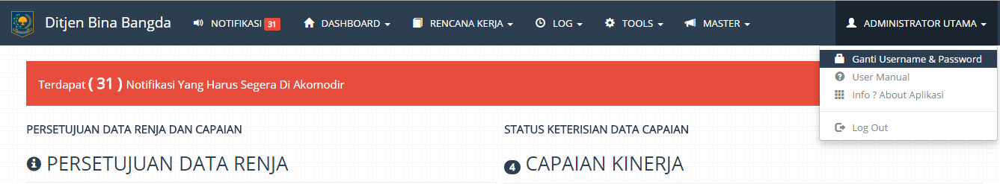 Ditjen Bina Bangda NOTIFIKASI 31 DASHBOARD RENCANA KERJA LOG TOOLS MASTER ADMINISTRATOR UTAMA
Ganti Username & Password
User Manual
Info ? About Aplikasi
Log Out
Terdapat ( 31 ) Notifikasi Yang Harus Segera Di Akomodir
PERSETUJUAN DATA RENJA DAN CAPAIAN
PERSETUJUAN DATA RENJA
STATUS KETERISIAN DATA CAPAIAN
4 CAPAIAN KINERJA